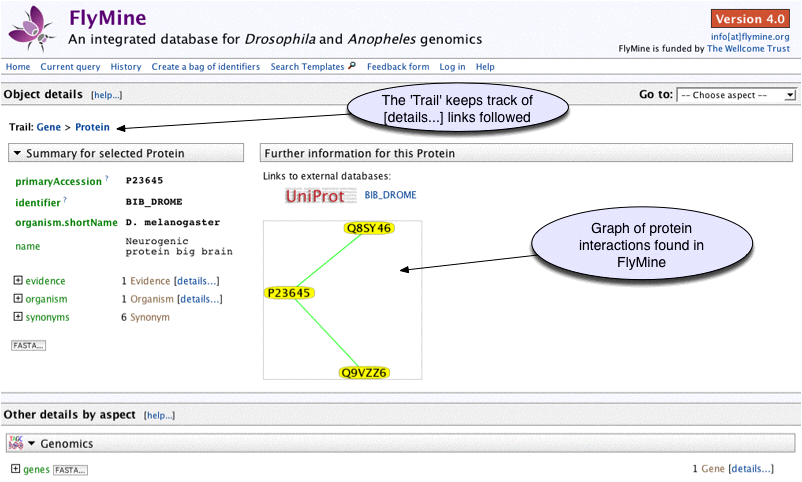 FlyMine
Version 4.0
An integrated database for Drosophila and Anopheles genomics
info[at]flymine.org
FlyMine is funded by The Wellcome Trust
Home Current query History Create a bag of identifiers Search Templates Feedback form Log in Help
Object details [help...]
Go to: -- Choose aspect --
The 'Trail' keeps track of
[details...] links followed
Trail: Gene > Protein
Summary for selected Protein
Further information for this Protein
primaryAccession ? P23645
identifier ? BIB_DROME
organism.shortName D. melanogaster
name Neurogenic
protein big brain
evidence 1 Evidence [details...]
organism 1 Organism [details...]
synonyms 6 Synonym
FASTA...
Links to external databases:
UniProt BIB_DROME
Q8SY46
P23645
Q9VZZ6
Graph of protein
interactions found in
FlyMine
Other details by aspect [help...]
Genomics
genes FASTA... 1 Gene [details...]